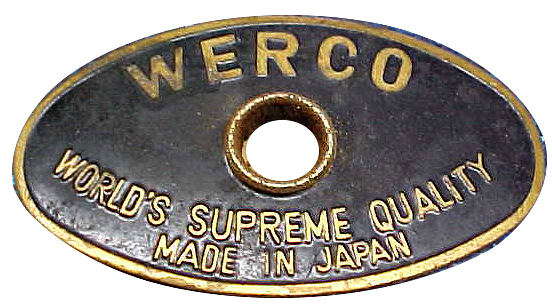 WERCO
WORLD'S SUPREME QUALITY
MADE IN JAPAN